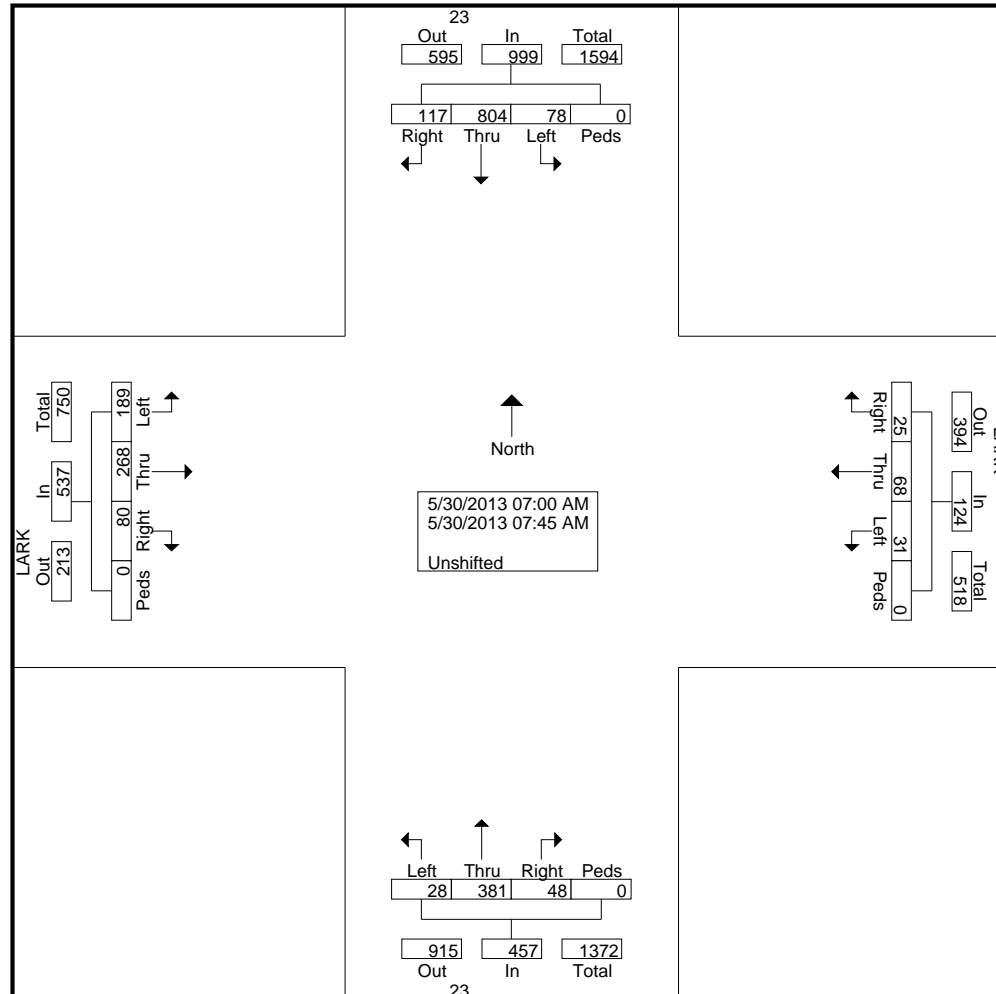 23
Out In Total
595 999 1594
117 804 78 0
Right Thru Left Peds
LARK
Out In Total
213 537 750
0 80 268 189
Peds Right Thru Left
North
5/30/2013 07:00 AM
5/30/2013 07:45 AM
Unshifted
Right Thru Left Peds
25 68 31 0
Out In Total
394 124 518
Left Thru Right Peds
28 381 48 0
915 457 1372
Out In Total
23